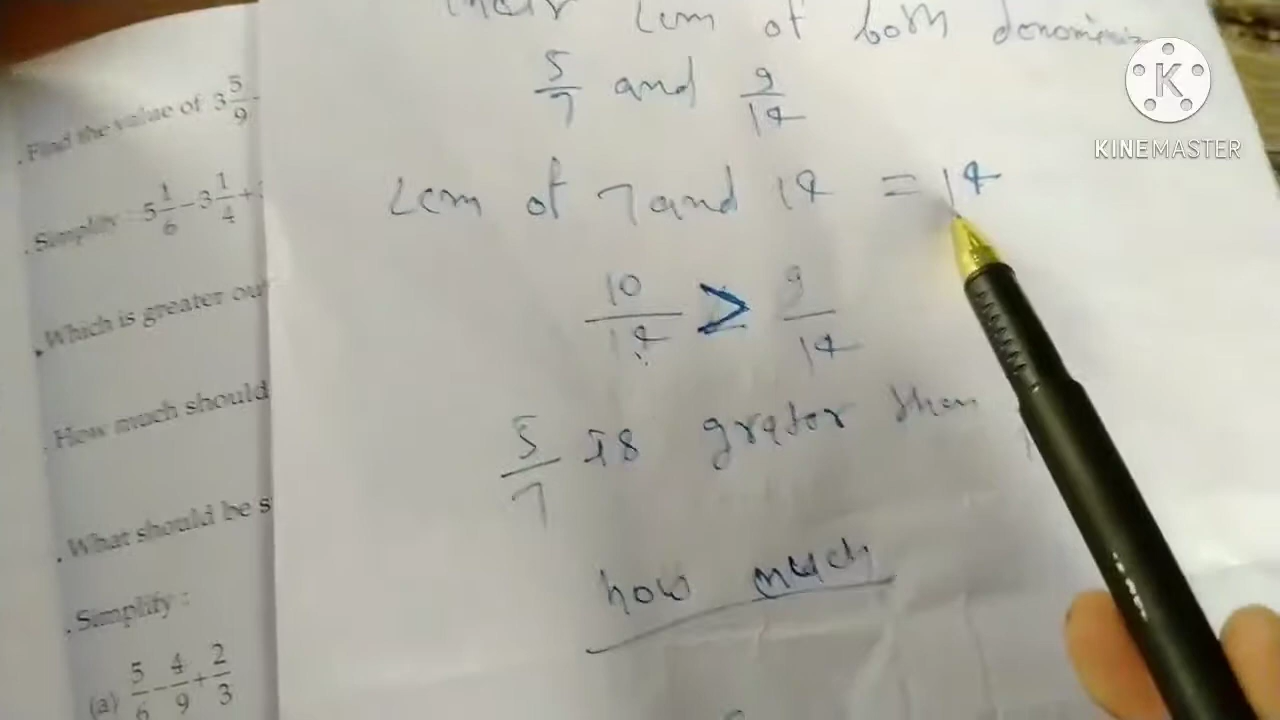 their Lcm of both
5/7 and 9/14
Lcm of 7 and 14 = 14
10/14 > 9/14
5/7 is grater than
how much
. Find the value of 3 5/9 -
. Simplify : 5 1/6 - 3 1/4 +
. Which is greater
. How much should
. What should be
. Simplify :
(a) 5/6 - 4/9 + 2/3
K
KINEMASTER